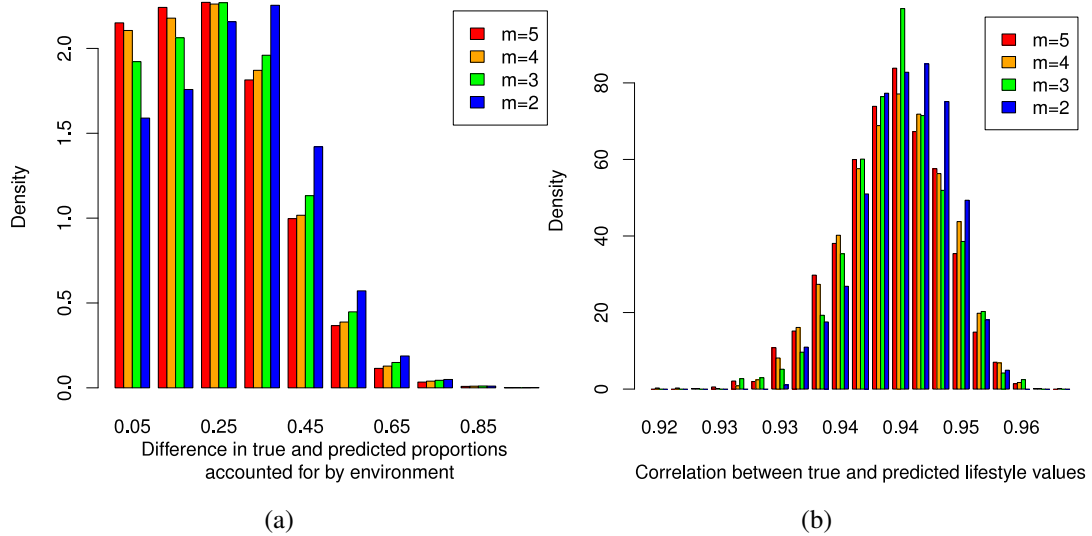 Density
2.0
1.5
1.0
0.5
0.0
m=5
m=4
m=3
m=2
0.05 0.25 0.45 0.65 0.85
Difference in true and predicted proportions
accounted for by environment
(a)
Density
80
60
40
20
0
m=5
m=4
m=3
m=2
0.92 0.93 0.93 0.94 0.94 0.95 0.96
Correlation between true and predicted lifestyle values
(b)